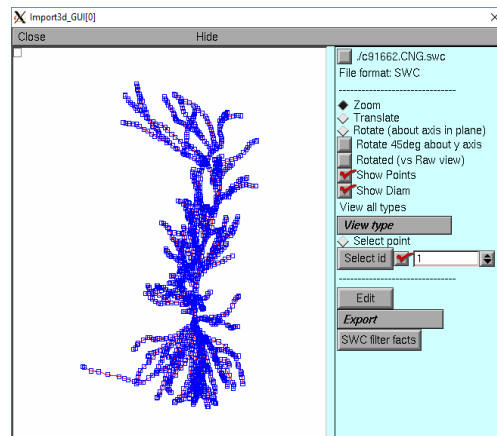 Import3d_GUI[0]
Close Hide
./c91662.CNG.swc
File format: SWC
------------------------------
Zoom
Translate
Rotate (about axis in plane)
Rotate 45deg about y axis
Rotated (vs Raw view)
Show Points
Show Diam
View all types
View type
Select point
Select id 1
------------------------------
Edit
Export
SWC filter facts